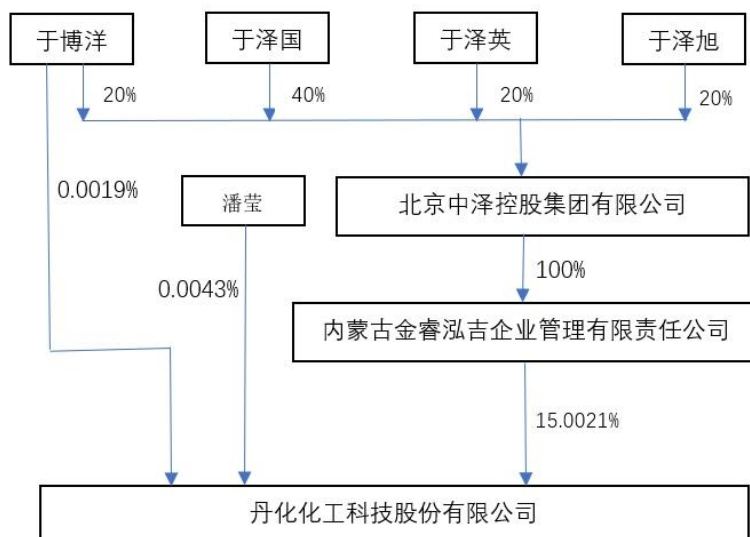 于博洋
于泽国
于泽英
于泽旭
20%
40%
20%
20%
0.0019%
潘莹
北京中泽控股集团有限公司
0.0043%
100%
内蒙古金睿泓吉企业管理有限责任公司
15.0021%
丹化化工科技股份有限公司